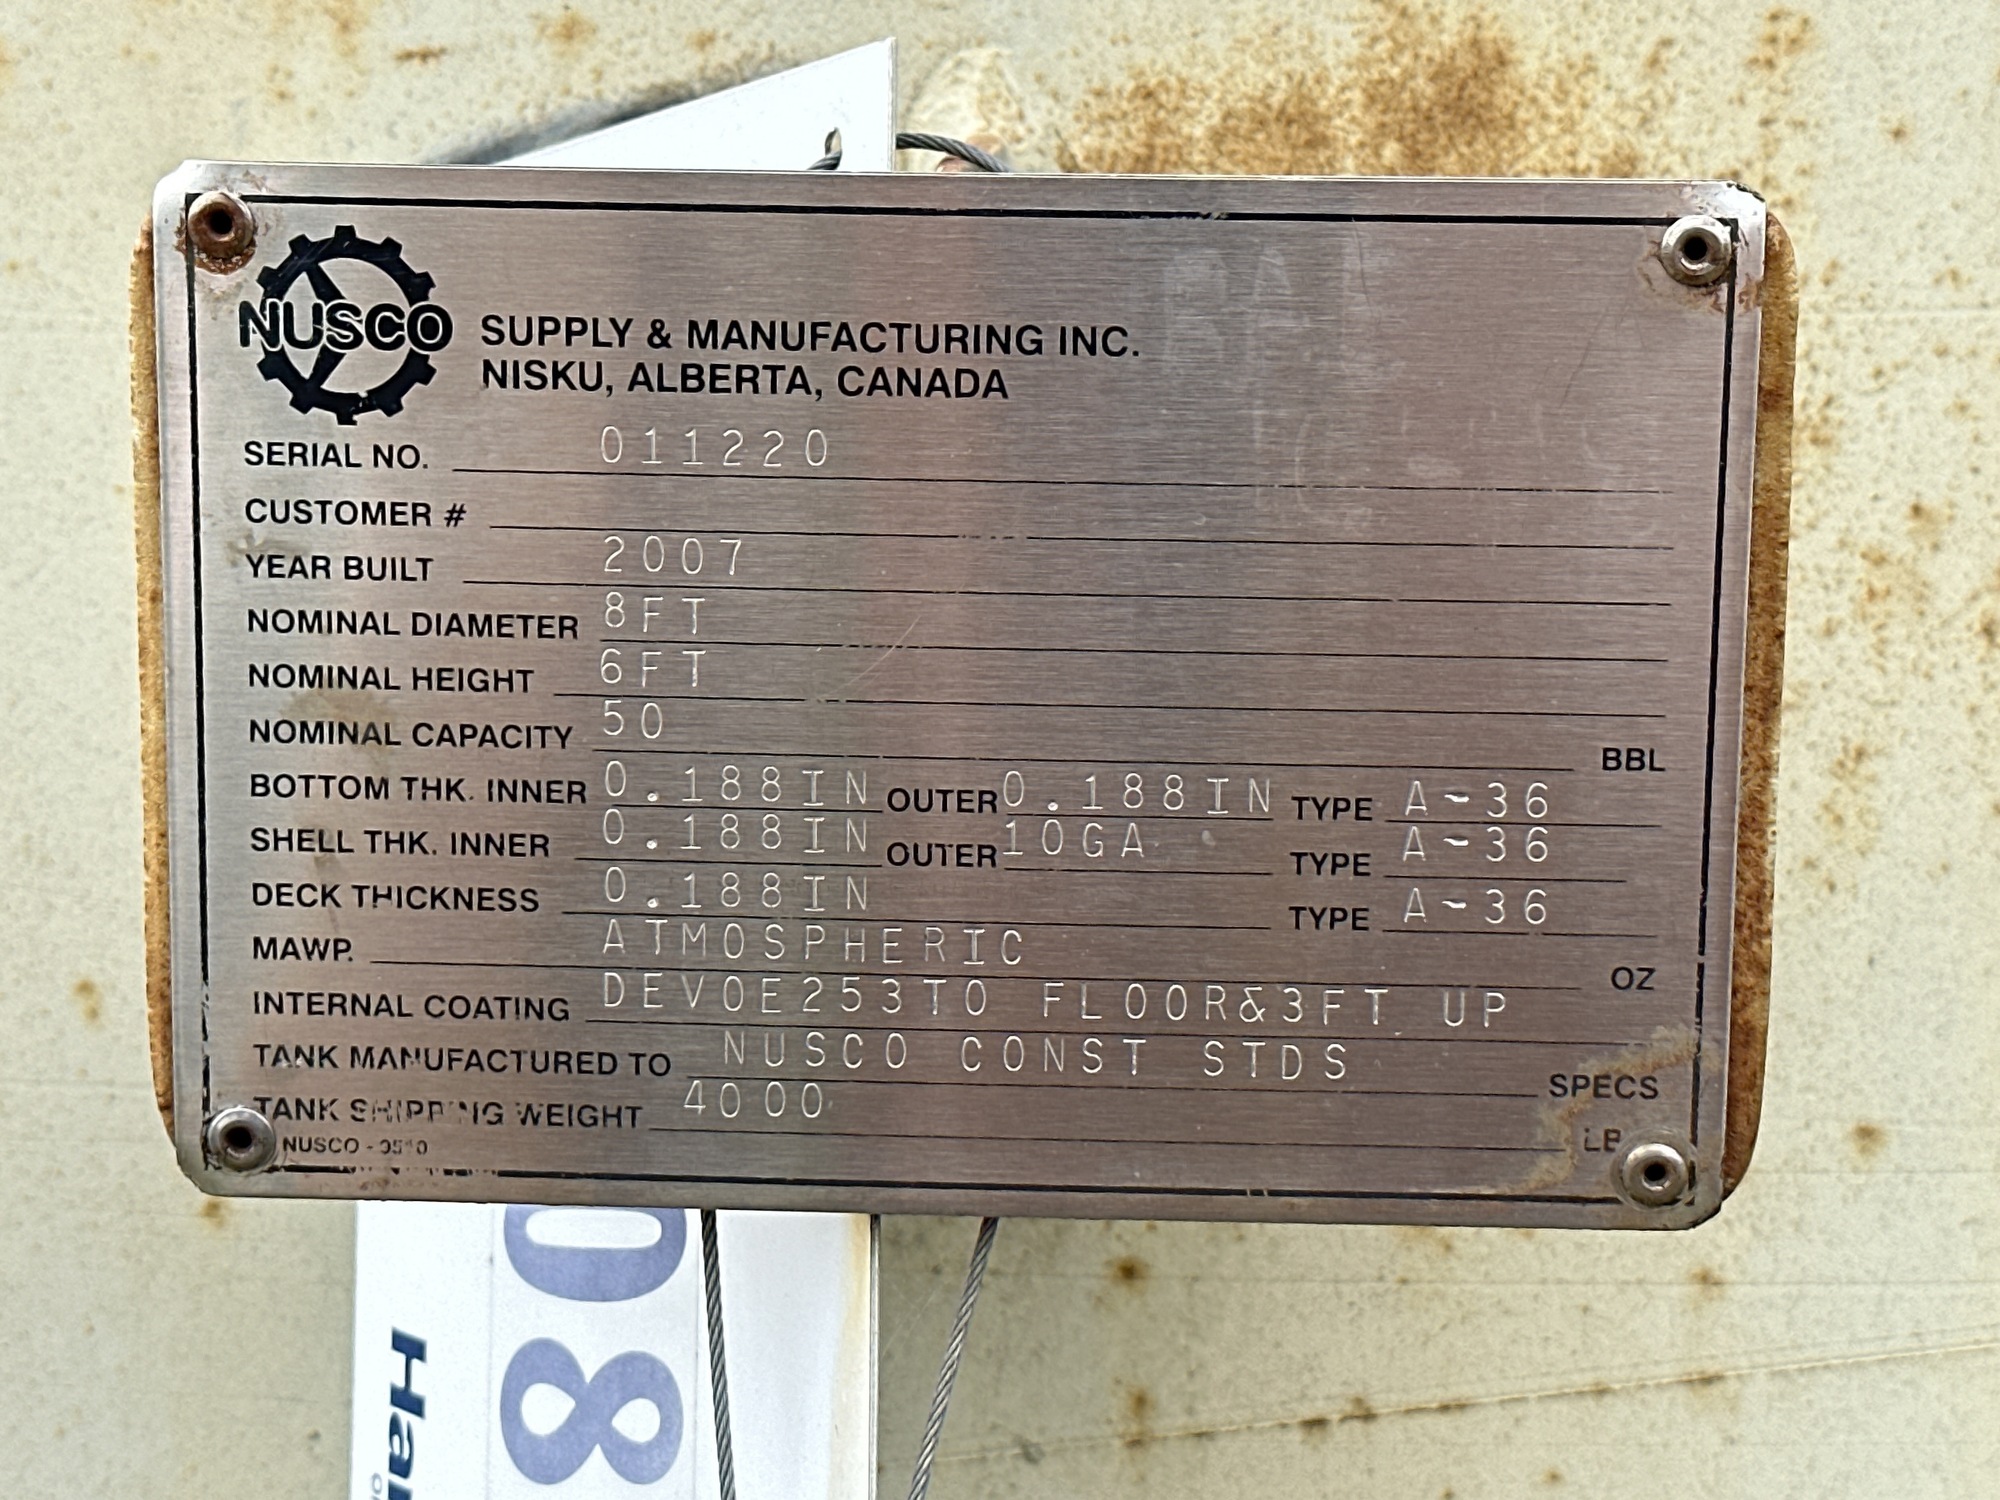 NUSCO SUPPLY & MANUFACTURING INC.
NISKU, ALBERTA, CANADA
SERIAL NO. 011220
CUSTOMER #
YEAR BUILT 2007
NOMINAL DIAMETER 8FT
NOMINAL HEIGHT 6FT
NOMINAL CAPACITY 50 BBL
BOTTOM THK. INNER 0.188IN OUTER 0.188IN TYPE A-36
SHELL THK. INNER 0.188IN OUTER 10GA TYPE A-36
DECK THICKNESS 0.188IN TYPE A-36
MAWP. ATMOSPHERIC OZ
INTERNAL COATING DEVOE253TO FLOOR&3FT UP
TANK MANUFACTURED TO NUSCO CONST STDS SPECS
TANK SHIPPING WEIGHT 4000
NUSCO -
08